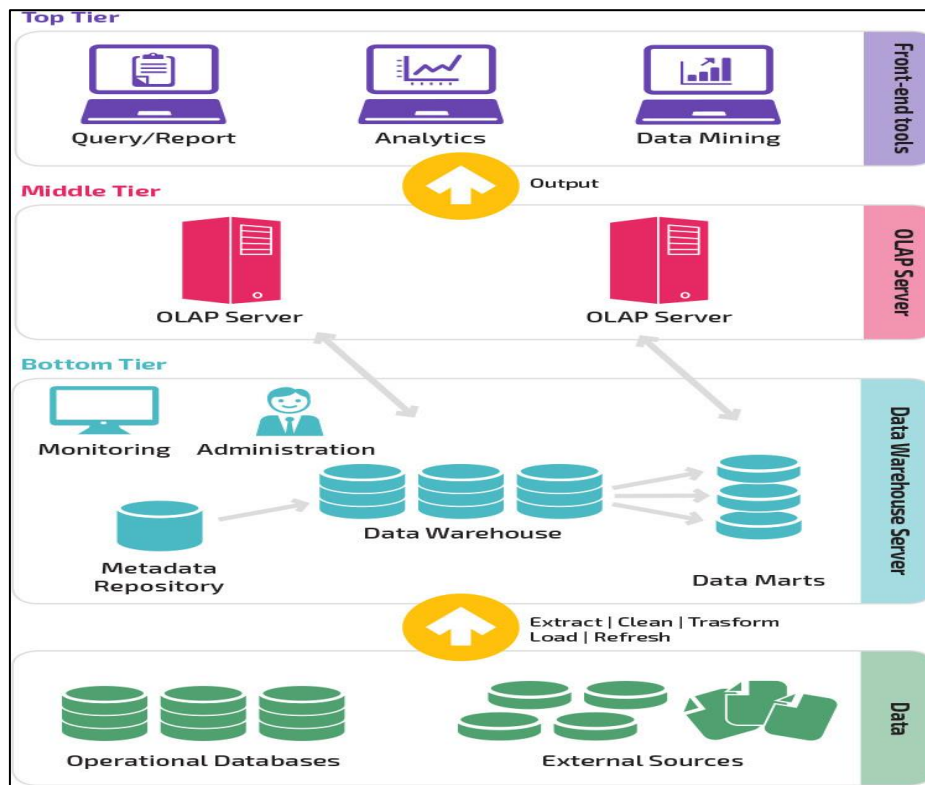 Top Tier
Query/Report
Analytics
Data Mining
Front-end tools
Output
Middle Tier
OLAP Server
OLAP Server
OLAP Server
Bottom Tier
Monitoring
Administration
Data Warehouse
Metadata
Repository
Data Marts
Data Warehouse Server
Extract | Clean | Trasform
Load | Refresh
Operational Databases
External Sources
Data